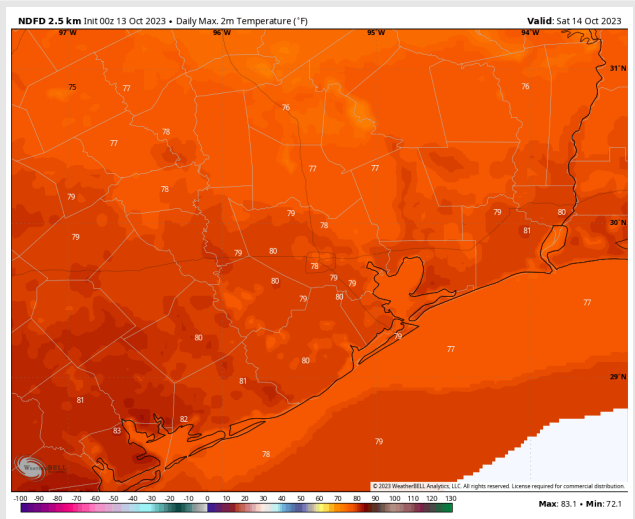 NDFD 2.5 km Init 00z 13 Oct 2023 • Daily Max. 2m Temperature (°F)
Valid: Sat 14 Oct 2023
97°W 96°W 95°W 94°W
31°N
75 77 76 76
78
77
77 77
78
79
79 79 80
78 81
79
30°N
79 80
78
80 79 79
79 80
77
80 79
77
80
29°N
81
81
82
83
79
78
WEATHERBELL
© 2023 WeatherBELL Analytics, LLC. All rights reserved. License required for commercial distribution.
-100 -90 -80 -70 -60 -50 -40 -30 -20 -10 0 10 20 30 40 50 60 70 80 90 100 110 120 130
Max: 83.1 • Min: 72.1